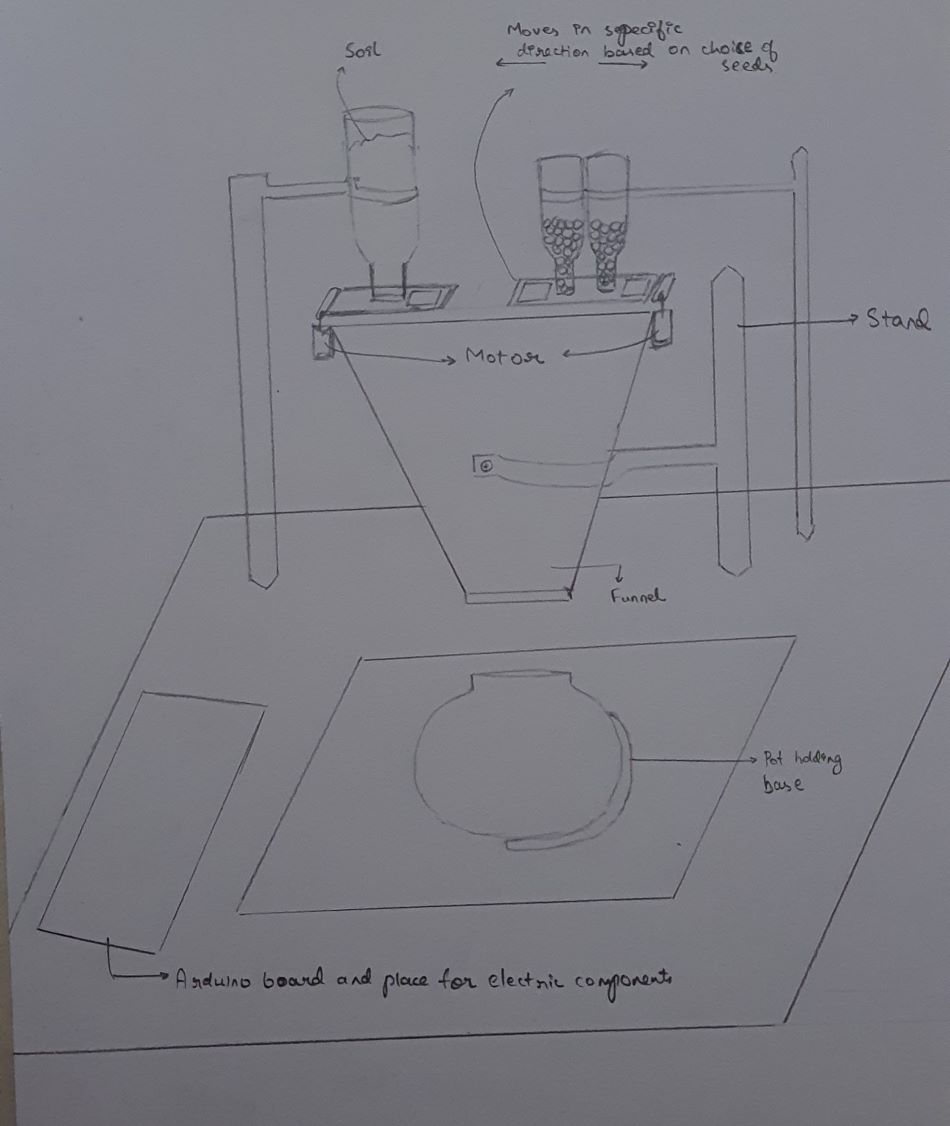 Soil
Moves in sopecific
direction based on choice of
seeds
Stand
Motor
Funnel
Pot holding
base
Arduino board and place for electric components